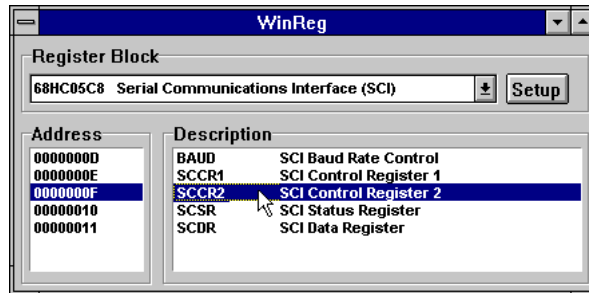 WinReg
Register Block
68HC05C8 Serial Communications Interface (SCI)
Setup
Address
Description
0000000D BAUD SCI Baud Rate Control
0000000E SCCR1 SCI Control Register 1
0000000F SCCR2 SCI Control Register 2
00000010 SCSR SCI Status Register
00000011 SCDR SCI Data Register